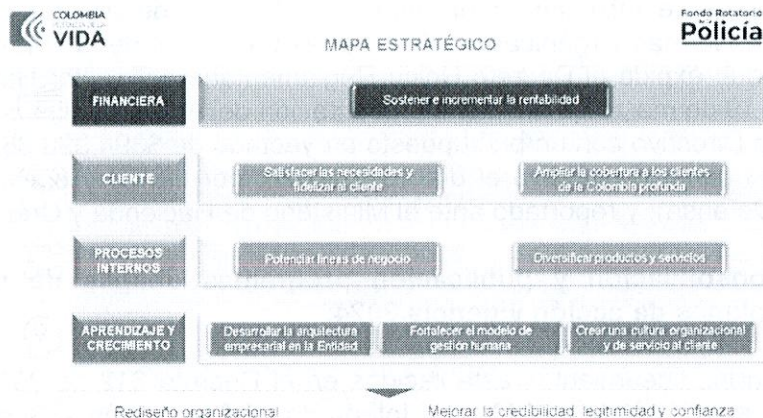 COLOMBIA
VIDA
Fondo Rotatorio
Policía
MAPA ESTRATÉGICO
FINANCIERA
Sostener e incrementar la rentabilidad
CLIENTE
Satisfacer las necesidades y
fidelizar al cliente
Ampliar la cobertura a los clientes
de la Colombia profunda
PROCESOS
INTERNOS
Potenciar lineas de negocio
Diversificar productos y servicios
APRENDIZAJE Y
CRECIMIENTO
Desarrollar la arquitectura
empresarial en la Entidad
Fortalecer el modelo de
gestión humana
Crear una cultura organizacional
y de servicio al cliente
Rediseño organizacional
Mejorar la credibilidad, legitimidad y confianza